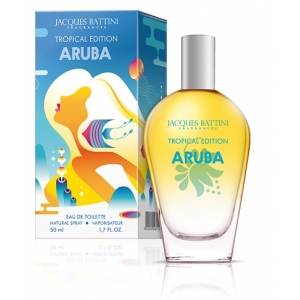 JACQUES BATTINI
FRAGRANCES
TROPICAL EDITION
ARUBA
EAU DE TOILETTE
NATURAL SPRAY • VAPORISATEUR
50 ml 1,7 FL.OZ.
JACQUES BATTINI
FRAGRANCES
TROPICAL EDITION
ARUBA